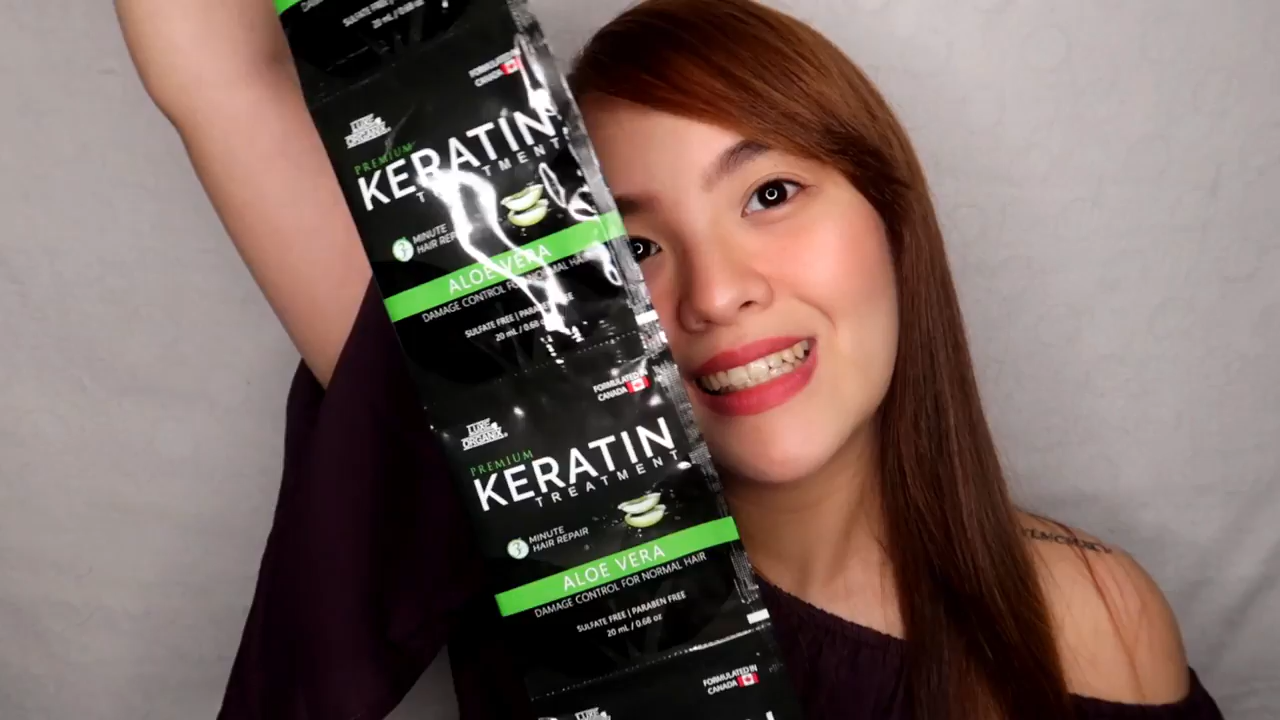 SULFATE FREE
20 mL / 0.68 oz
FORMULATED IN
CANADA
LUXE
ORGANIX
PREMIUM
KERATIN
TREATMENT
3 MINUTE
HAIR REPAIR
ALOE VERA
DAMAGE CONTROL FOR NORMAL HAIR
SULFATE FREE | PARABEN FREE
20 mL / 0.68 oz
FORMULATED IN
CANADA
LUXE
ORGANIX
PREMIUM
KERATIN
TREATMENT
3 MINUTE
HAIR REPAIR
ALOE VERA
DAMAGE CONTROL FOR NORMAL HAIR
SULFATE FREE | PARABEN FREE
20 mL / 0.68 oz
FORMULATED IN
CANADA
LUXE